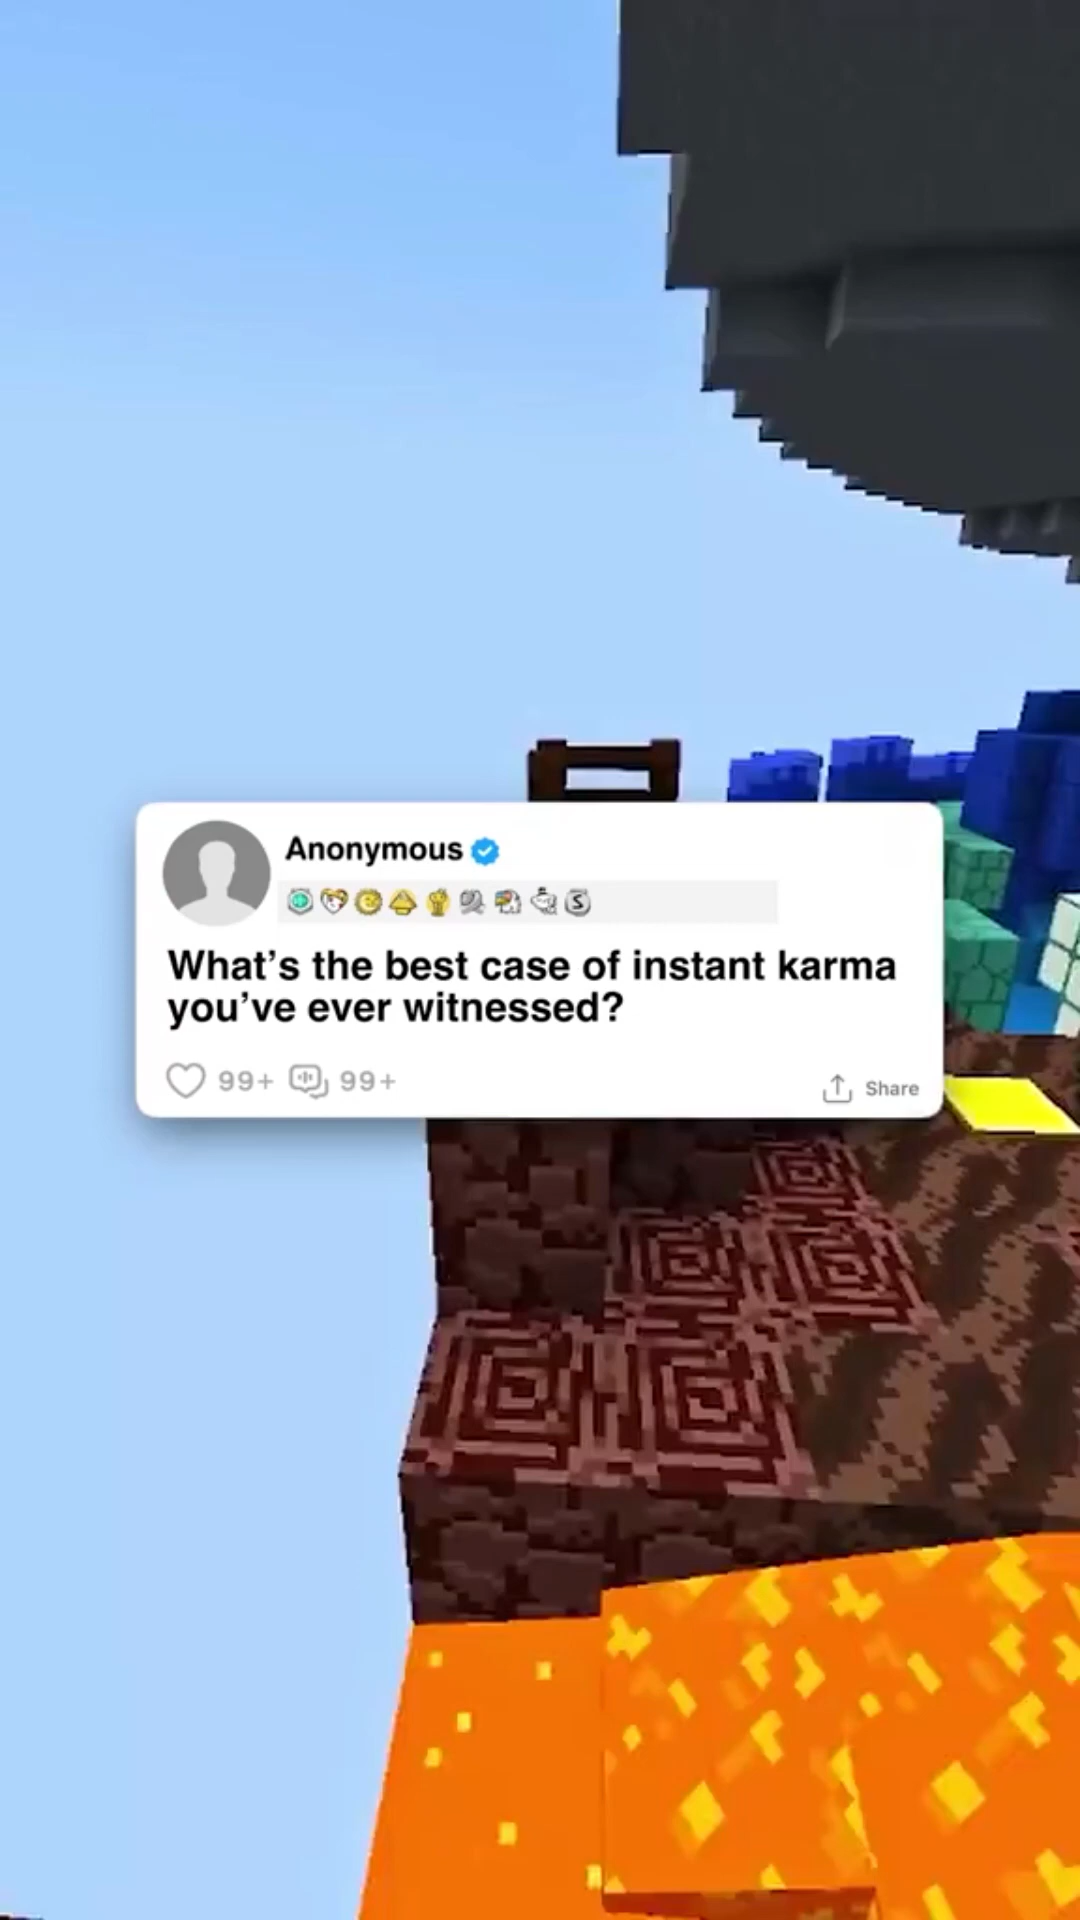 Anonymous
What's the best case of instant karma
you've ever witnessed?
99+ 99+ Share